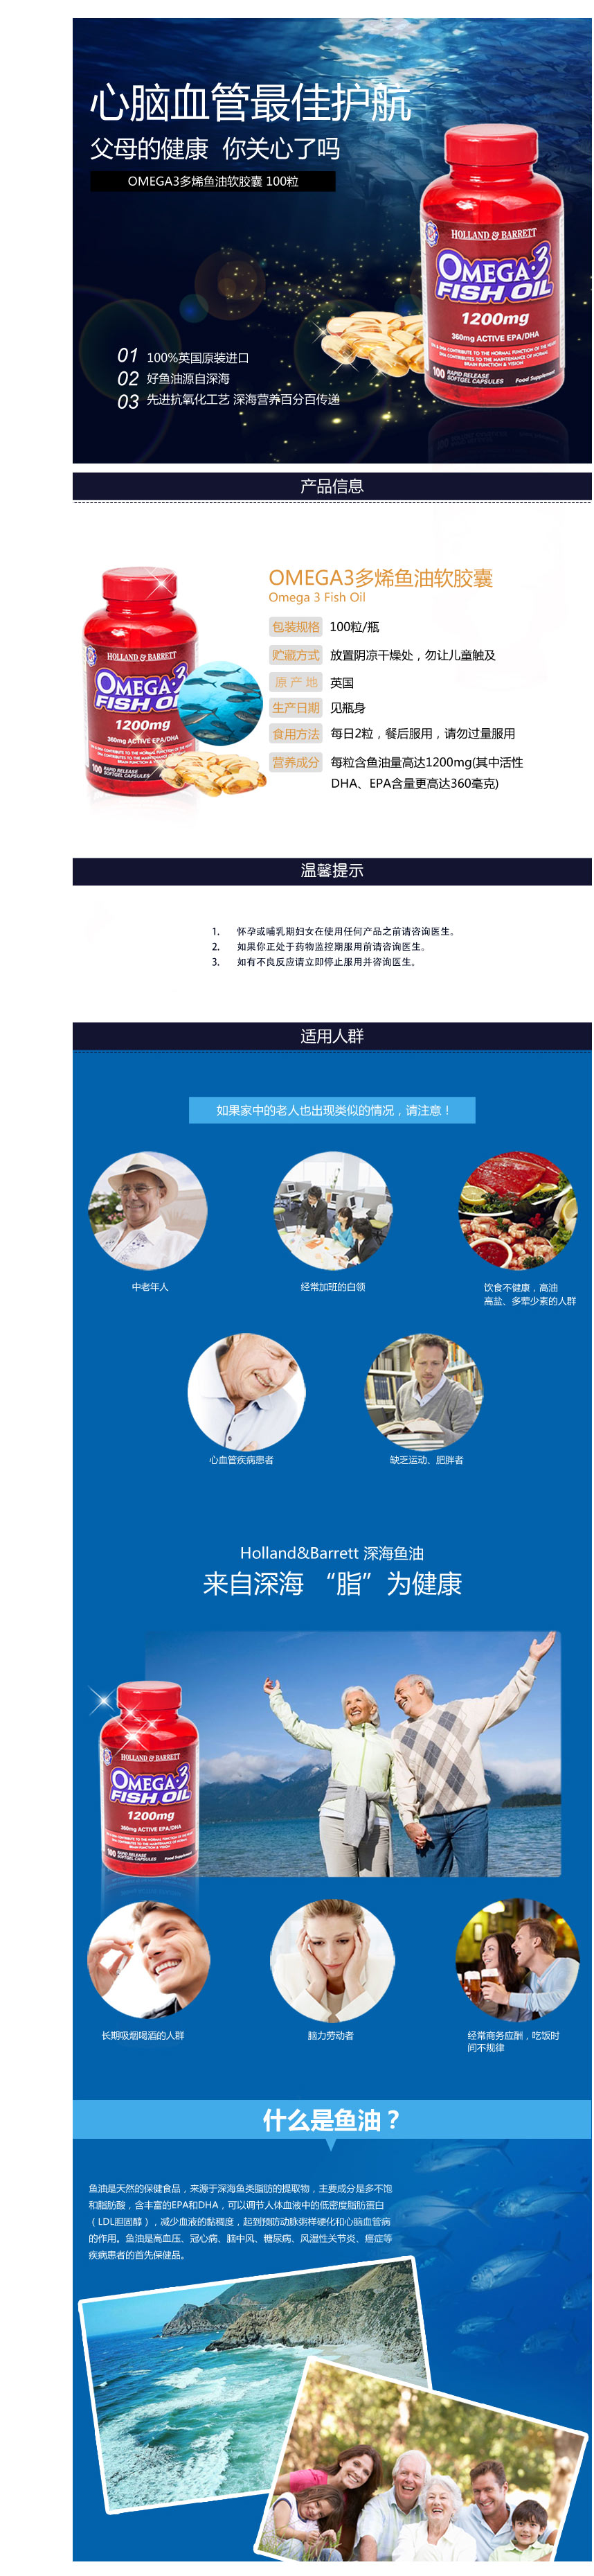 心脑血管最佳护航
父母的健康 你关心了吗
OMEGA3多烯鱼油软胶囊 100粒
HOLLAND & BARRETT
OMEGA-3
FISH OIL
1200mg
360mg ACTIVE EPA/DHA
EPA & DHA CONTRIBUTE TO THE NORMAL FUNCTION OF THE HEART
DHA CONTRIBUTES TO THE MAINTENANCE OF NORMAL
BRAIN FUNCTION & VISION
100 RAPID RELEASE
SOFTGEL CAPSULES Food Supplement
01 100%英国原装进口
02 好鱼油源自深海
03 先进抗氧化工艺 深海营养百分百传递
产品信息
OMEGA3多烯鱼油软胶囊
Omega 3 Fish Oil
包装规格 100粒/瓶
贮藏方式 放置阴凉干燥处，勿让儿童触及
原产地 英国
生产日期 见瓶身
食用方法 每日2粒，餐后服用，请勿过量服用
营养成分 每粒含鱼油量高达1200mg(其中活性
DHA、EPA含量更高达360毫克)
HOLLAND & BARRETT
OMEGA-3
FISH OIL
1200mg
360mg ACTIVE EPA/DHA
100 RAPID RELEASE
SOFTGEL CAPSULES
温馨提示
1. 怀孕或哺乳期妇女在使用任何产品之前请咨询医生。
2. 如果你正处于药物监控期服用前请咨询医生。
3. 如有不良反应请立即停止服用并咨询医生。
适用人群
如果家中的老人也出现类似的情况，请注意！
中老年人
经常加班的白领
饮食不健康，高油
高盐、多荤少素的人群
心血管疾病患者
缺乏运动、肥胖者
Holland&Barrett 深海鱼油
来自深海 “脂”为健康
HOLLAND & BARRETT
OMEGA-3
FISH OIL
1200mg
360mg ACTIVE EPA/DHA
100 RAPID RELEASE
SOFTGEL CAPSULES Food Supplement
长期吸烟喝酒的人群
脑力劳动者
经常商务应酬，吃饭时
间不规律
什么是鱼油？
鱼油是天然的保健食品，来源于深海鱼类脂肪的提取物，主要成分是多不饱
和脂肪酸，含丰富的EPA和DHA，可以调节人体血液中的低密度脂肪蛋白
（LDL胆固醇），减少血液的黏稠度，起到预防动脉粥样硬化和心脑血管病
的作用。鱼油是高血压、冠心病、脑中风、糖尿病、风湿性关节炎、癌症等
疾病患者的首先保健品。